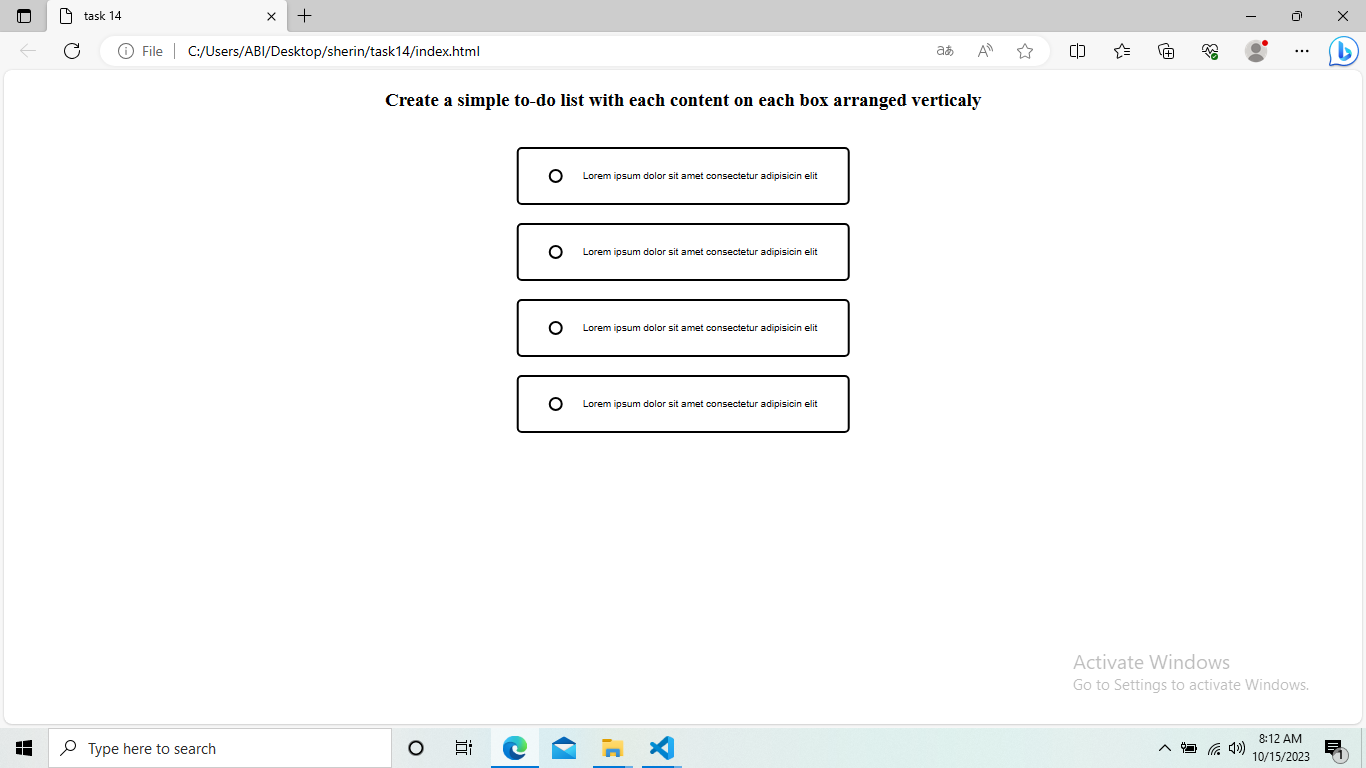 task 14
File
C:/Users/ABI/Desktop/sherin/task14/index.html
aあ
A
Create a simple to-do list with each content on each box arranged verticaly
Lorem ipsum dolor sit amet consectetur adipisicin elit
Lorem ipsum dolor sit amet consectetur adipisicin elit
Lorem ipsum dolor sit amet consectetur adipisicin elit
Lorem ipsum dolor sit amet consectetur adipisicin elit
Activate Windows
Go to Settings to activate Windows.
Type here to search
8:12 AM
10/15/2023
1